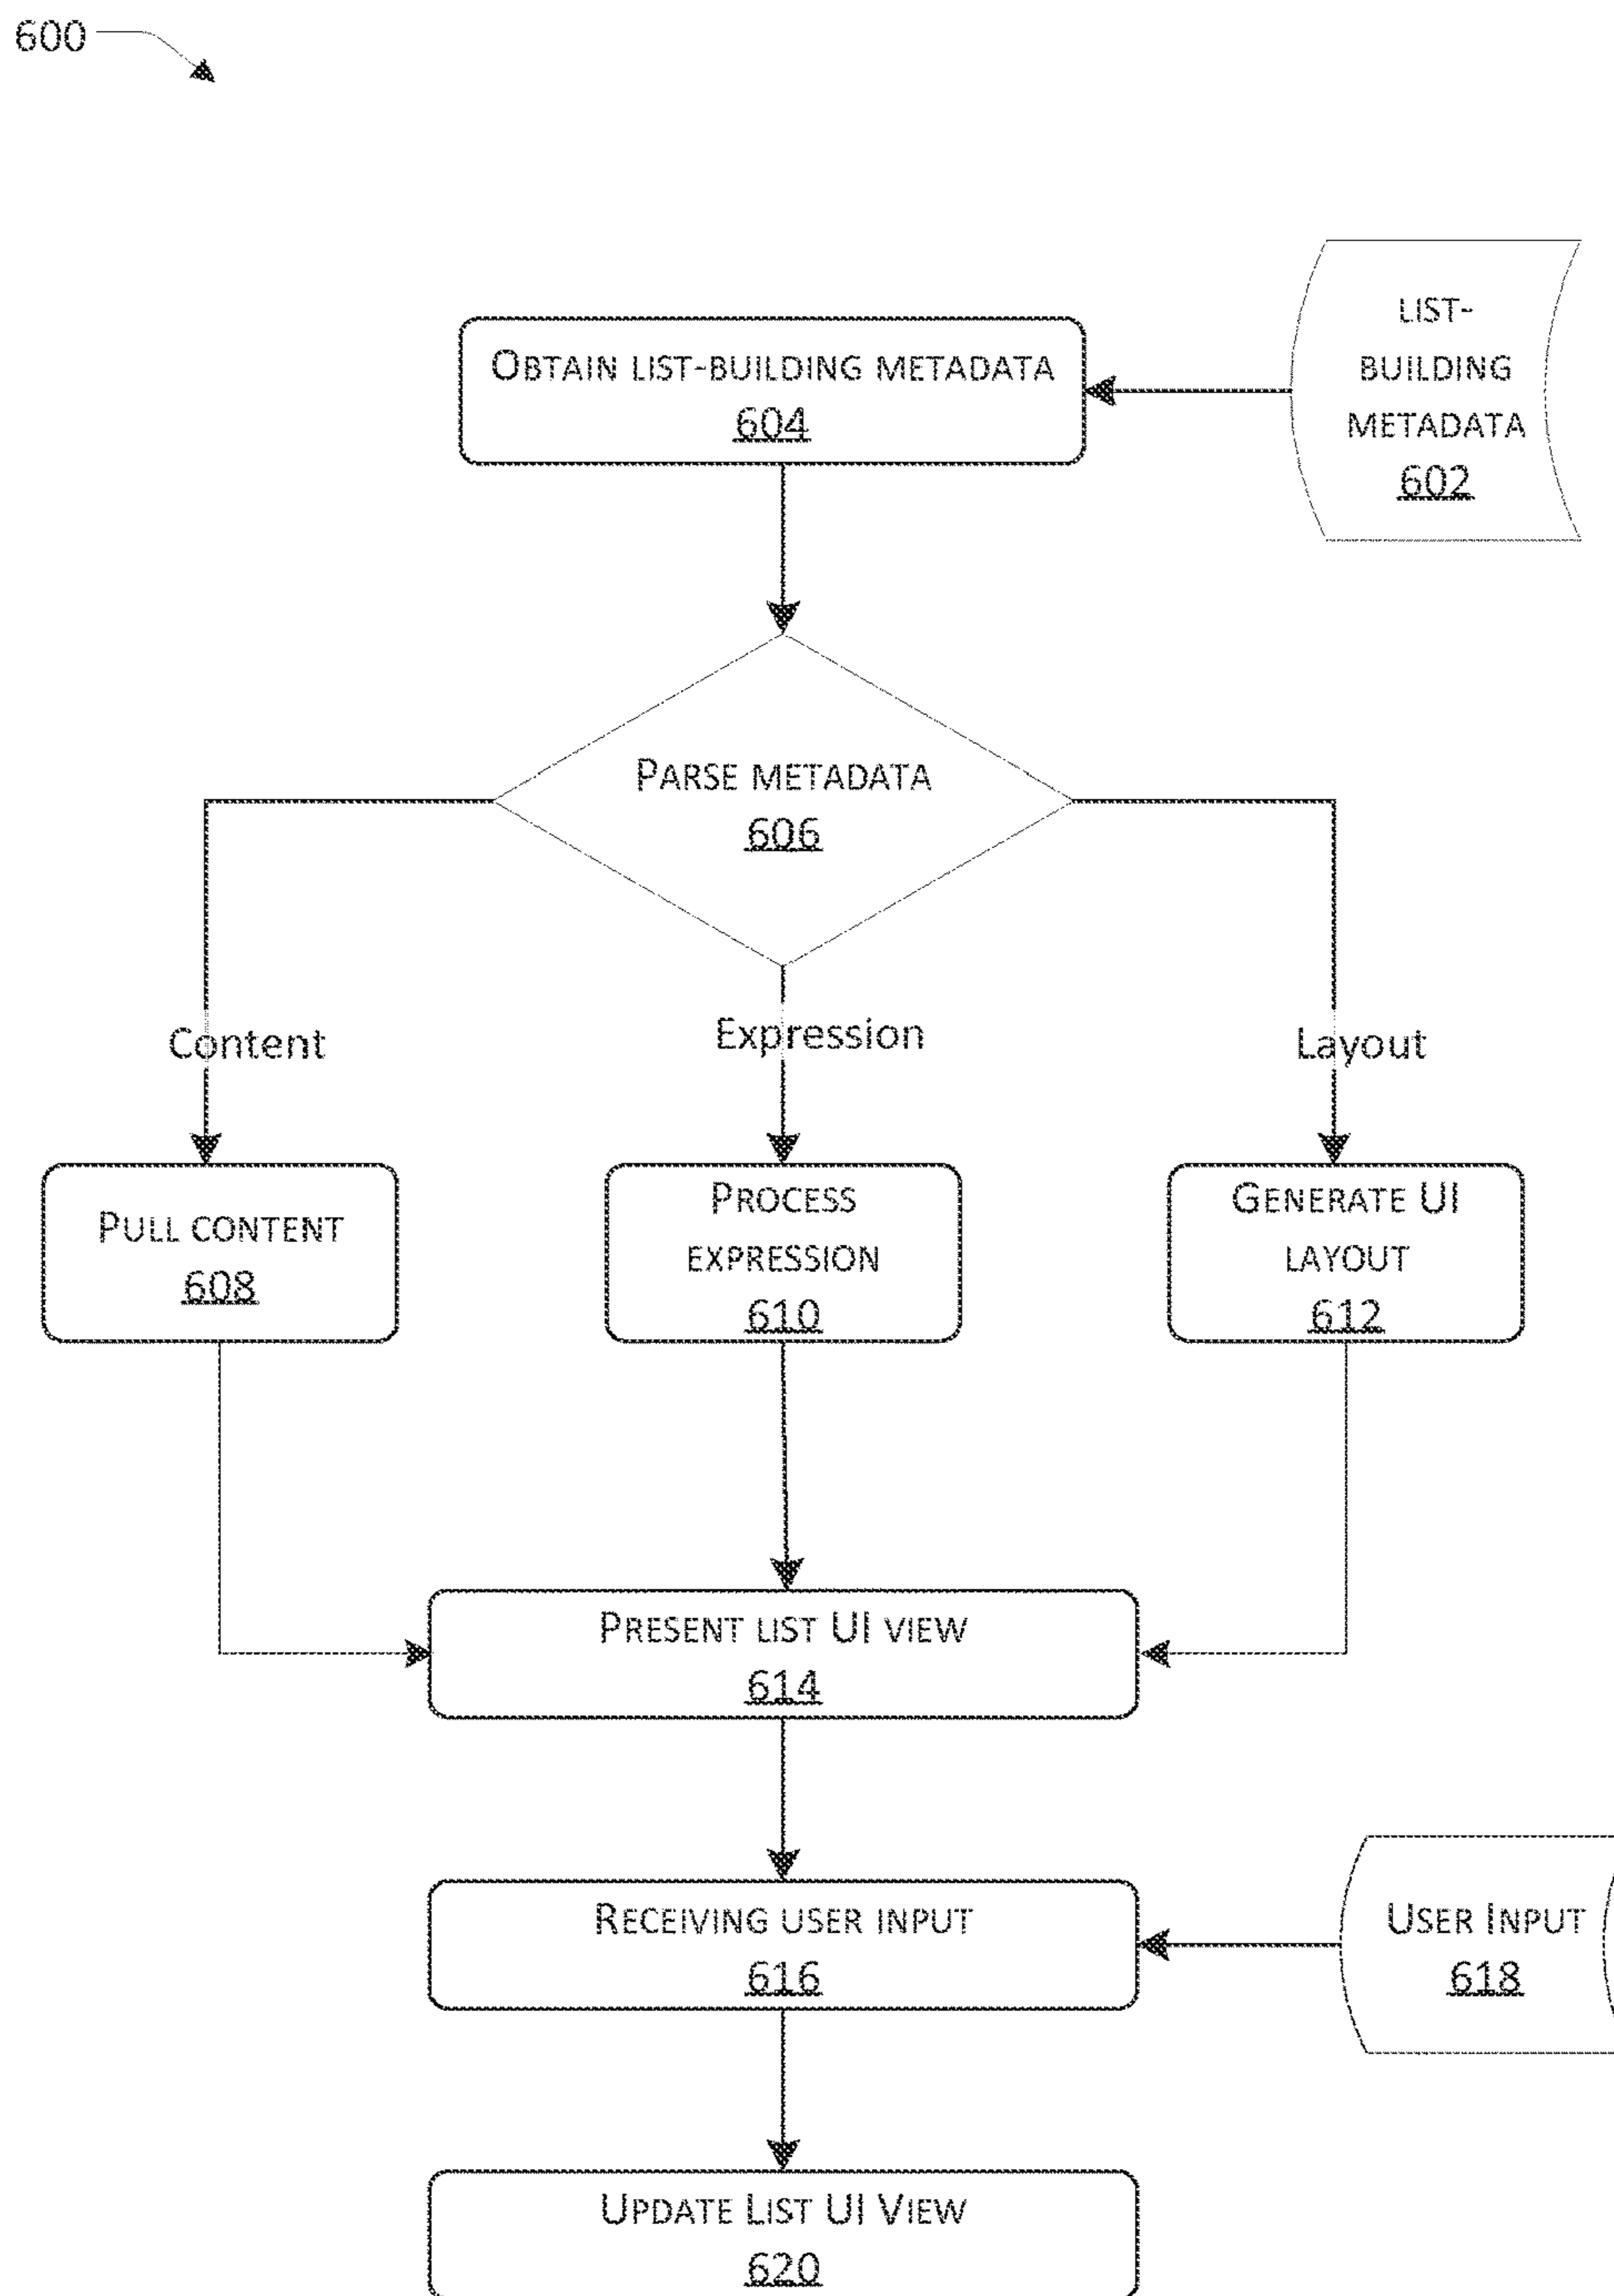 600
LIST-
BUILDING
METADATA
602
OBTAIN LIST-BUILDING METADATA
604
PARSE METADATA
606
Content
Expression
Layout
PULL CONTENT
608
PROCESS
EXPRESSION
610
GENERATE UI
LAYOUT
612
PRESENT LIST UI VIEW
614
RECEIVING USER INPUT
616
USER INPUT
618
UPDATE LIST UI VIEW
620